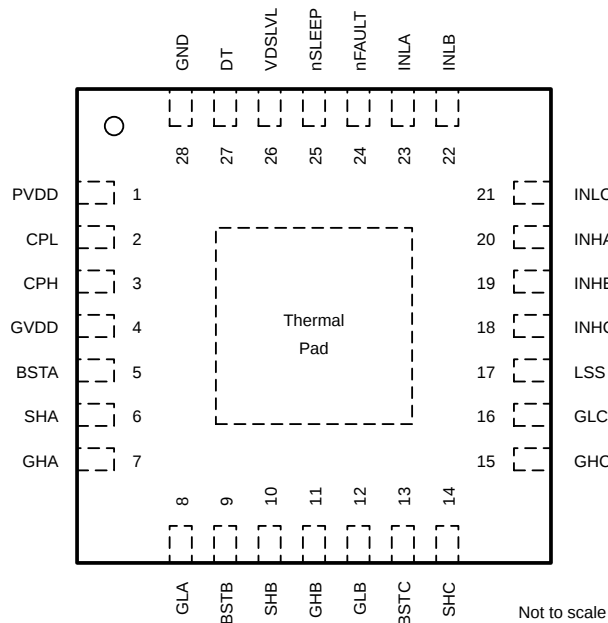 GND DT VDSLVL nSLEEP nFAULT INLA INLB
28 27 26 25 24 23 22
PVDD 1 21 INLC
CPL 2 20 INHA
CPH 3 19 INHB
GVDD 4 18 INHC
BSTA 5 17 LSS
SHA 6 16 GLC
GHA 7 15 GHC
Thermal
Pad
8 9 10 11 12 13 14
GLA BSTB SHB GHB GLB BSTC SHC
Not to scale